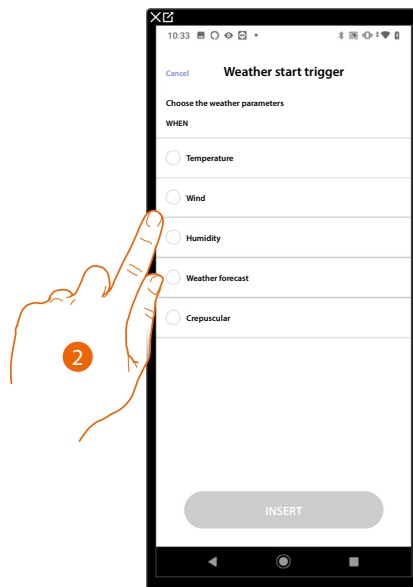 10:33
Cancel Weather start trigger
Choose the weather parameters
WHEN
Temperature
Wind
Humidity
Weather forecast
Crepuscular
2
INSERT